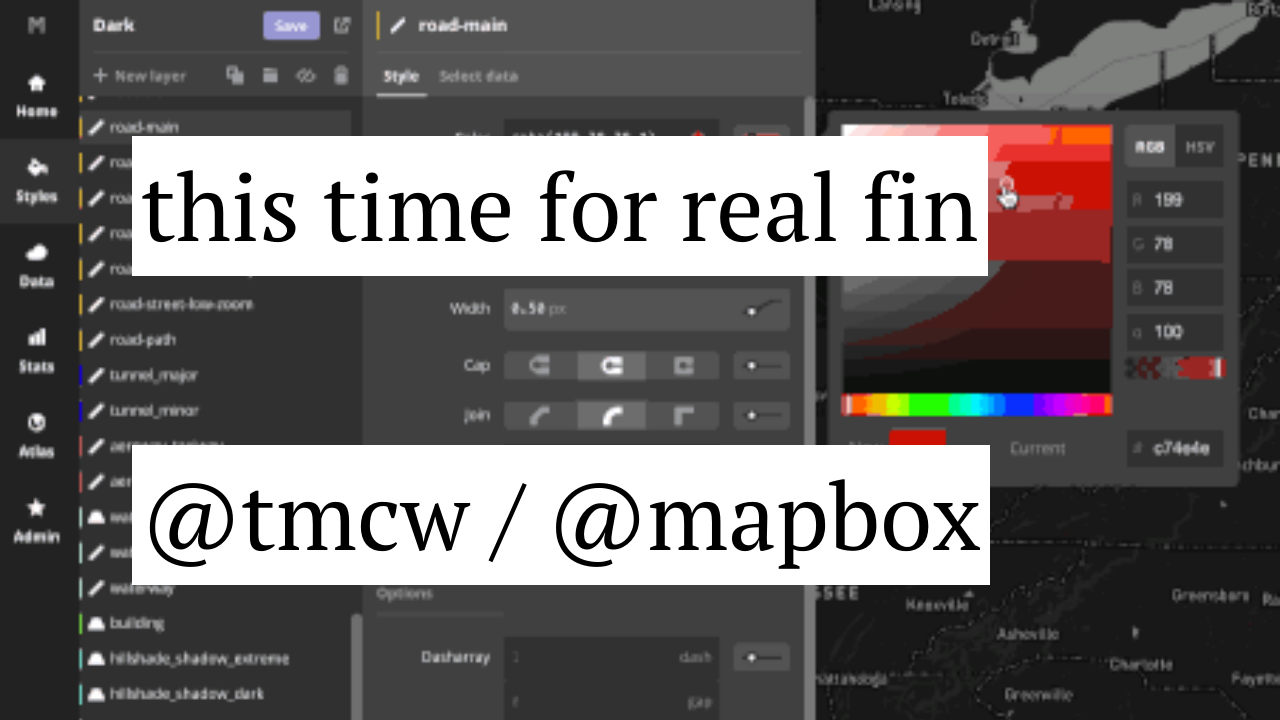 Dark
Save
road-main
New layer
Style
Select data
Home
Styles
Data
Stats
Atlas
Admin
road-main
this time for real fin
road-street-low-zoom
road-path
tunnel_major
tunnel_minor
Width
0.50 px
Cap
Join
@tmcw / @mapbox
waterway
building
hillshade_shadow_extreme
hillshade_shadow_dark
Options
Dasharray
1
dash
gap
RGB
HSV
R 199
G 78
B 78
α 100
Current
# c74e4e
Lansing
Detroit
Toledo
Knoxville
Greensboro
Asheville
Charlotte
Greenville